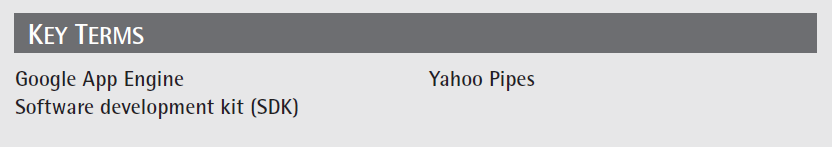 KEY TERMS
Google App Engine
Software development kit (SDK)
Yahoo Pipes